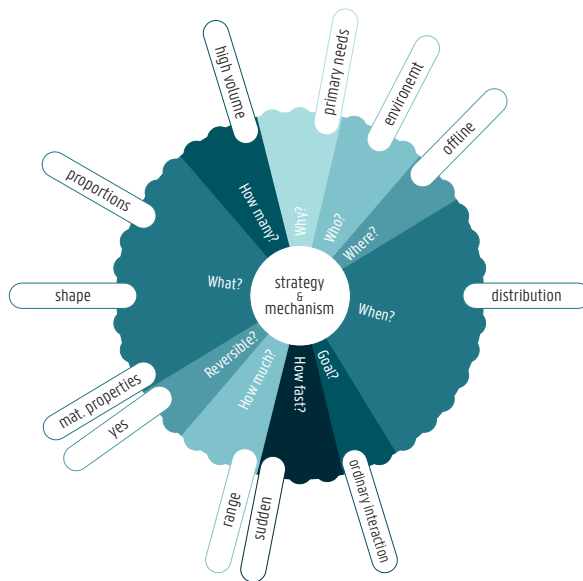 high volume
primary needs
environemt
offline
proportions
How many?
Why?
Who?
Where?
What?
strategy
&
mechanism
When?
shape
distribution
Reversible?
How much?
How fast?
Goal?
mat. properties
yes
range
sudden
ordinary interaction